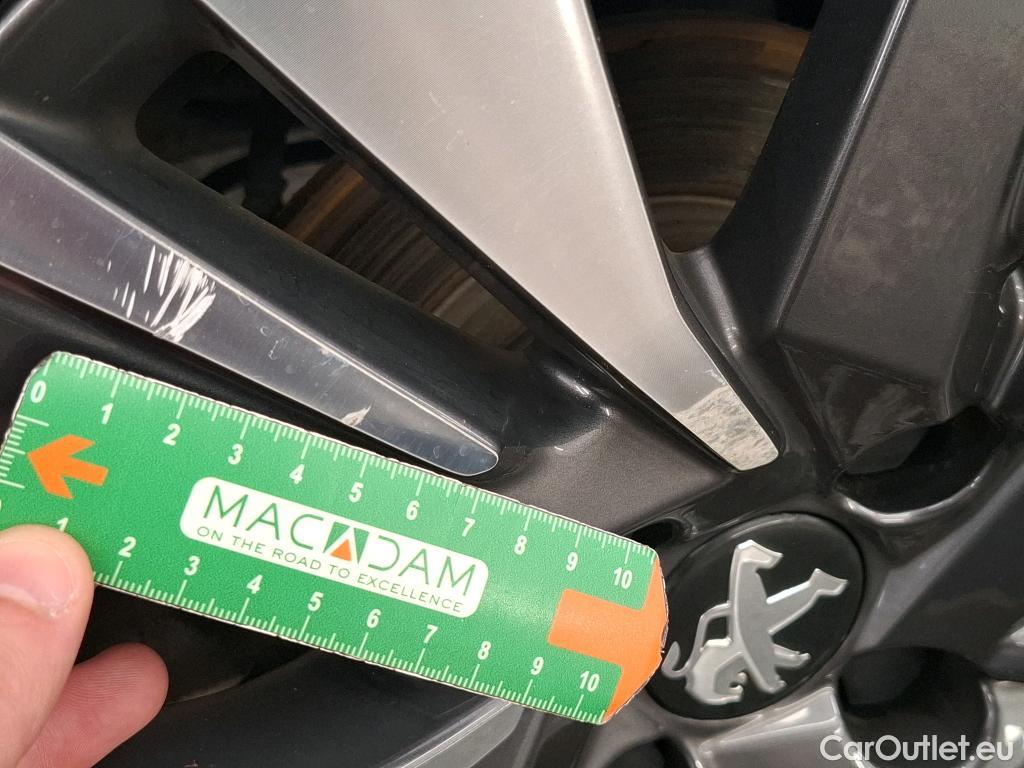 0 1 2 3 4 5 6 7 8 9 10
MACADAM
ON THE ROAD TO EXCELLENCE
1 2 3 4 5 6 7 8 9 10
CarOutlet.eu